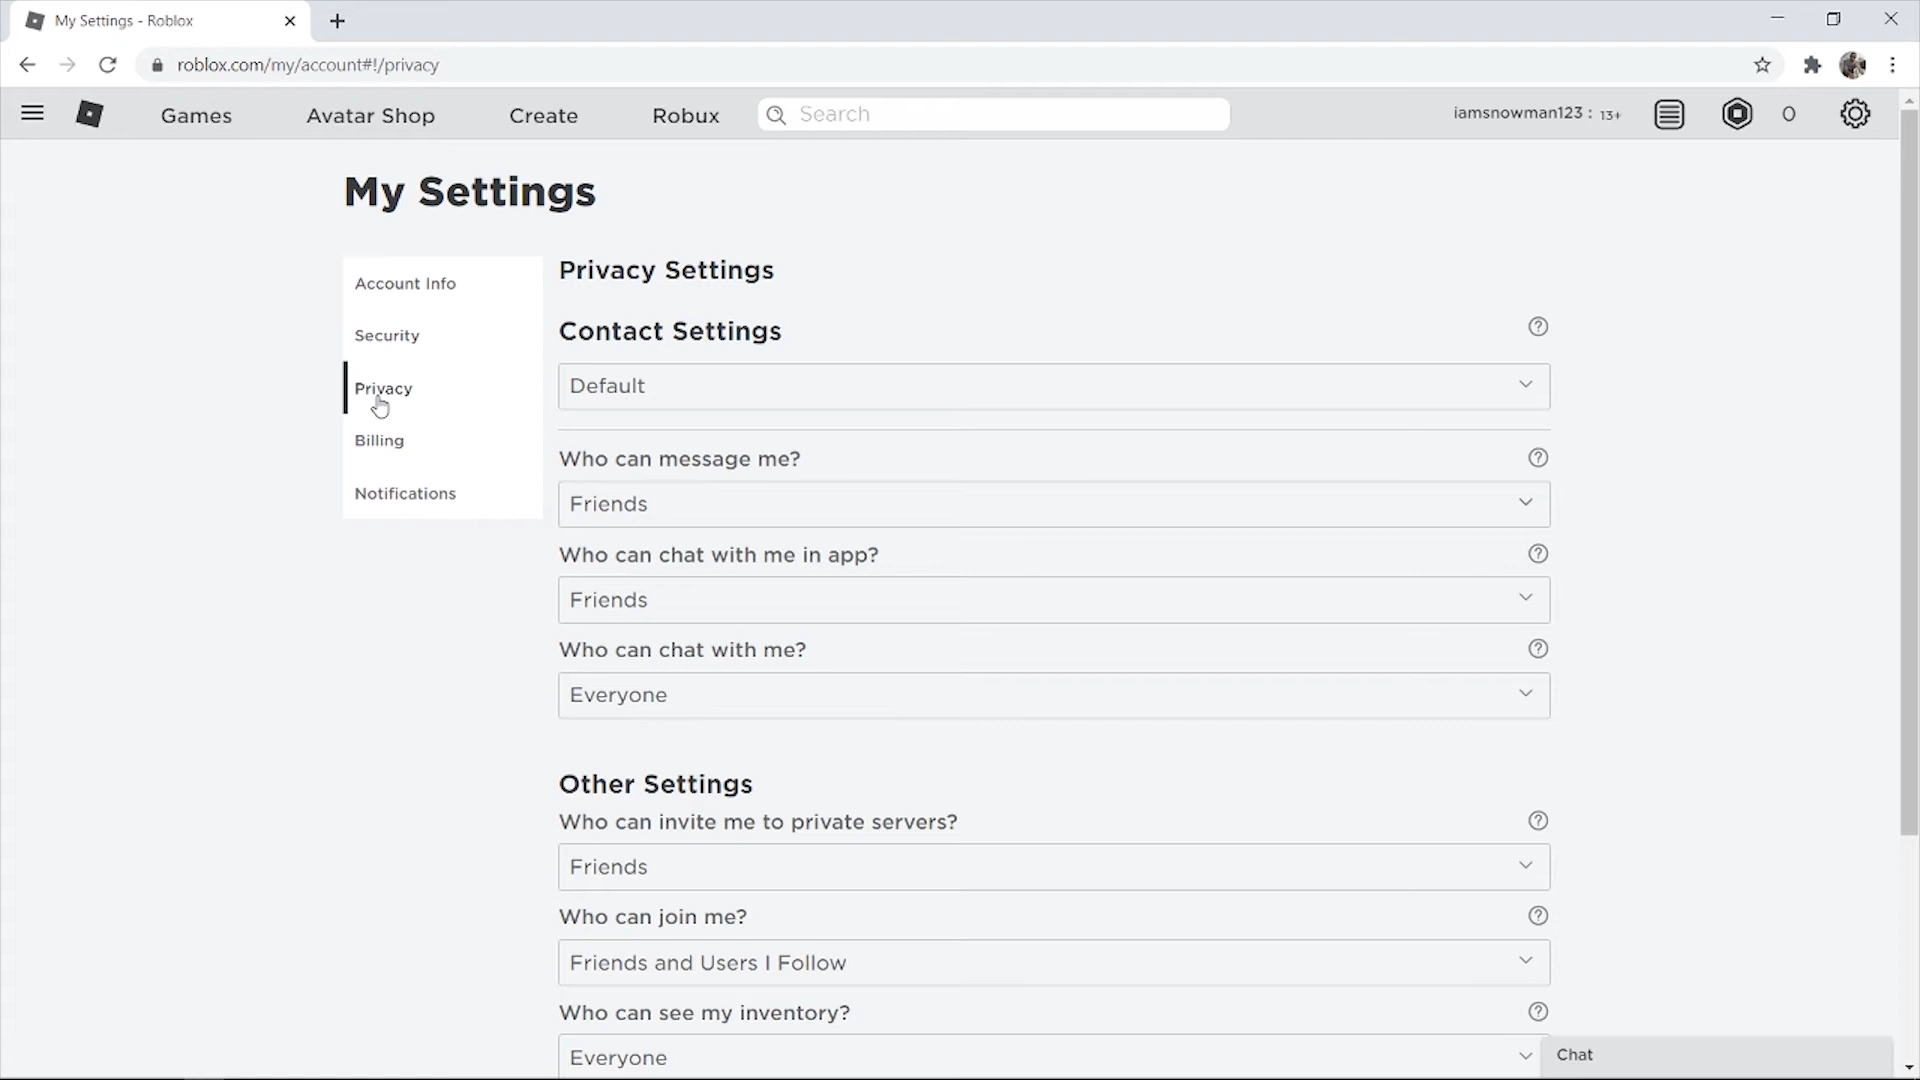 My Settings - Roblox
roblox.com/my/account#!/privacy
Games Avatar Shop Create Robux Search iamsnowman123 : 13+ 0
My Settings
Account Info
Security
Privacy
Billing
Notifications
Privacy Settings
Contact Settings
Default
Who can message me?
Friends
Who can chat with me in app?
Friends
Who can chat with me?
Everyone
Other Settings
Who can invite me to private servers?
Friends
Who can join me?
Friends and Users I Follow
Who can see my inventory?
Everyone
Chat